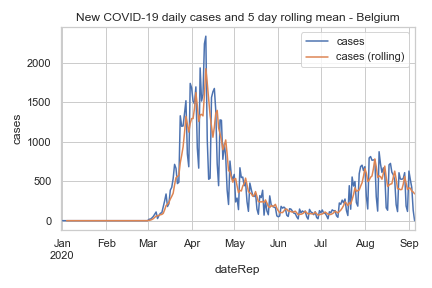 New COVID-19 daily cases and 5 day rolling mean - Belgium
cases
cases (rolling)
cases
2000
1500
1000
500
0
Jan
2020
Feb
Mar
Apr
May
Jun
Jul
Aug
Sep
dateRep